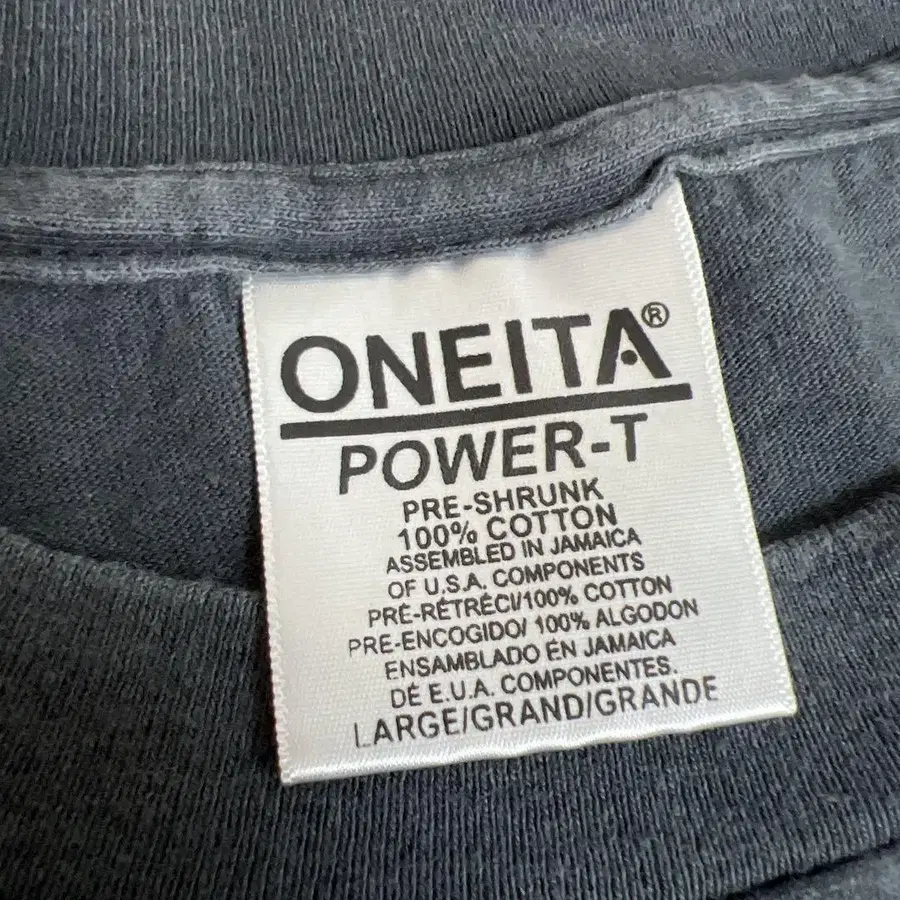 ONEITA®
POWER-T
PRE-SHRUNK
100% COTTON
ASSEMBLED IN JAMAICA
OF U.S.A. COMPONENTS
PRÉ-RÉTRÉCI/100% COTTON
PRE-ENCOGIDO/ 100% ALGODON
ENSAMBLADO EN JAMAICA
DE E.U.A. COMPONENTES.
LARGE/GRAND/GRANDE